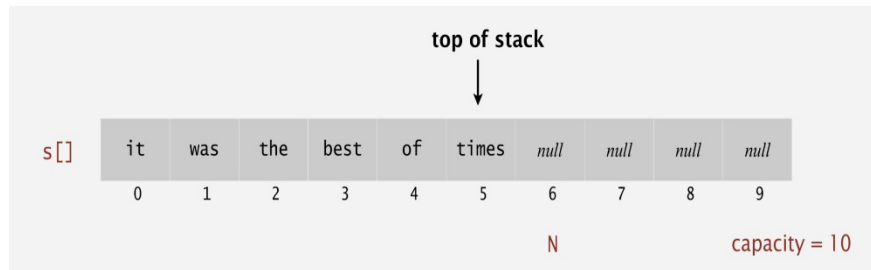 top of stack
s[] it was the best of times null null null null
0 1 2 3 4 5 6 7 8 9
N capacity = 10